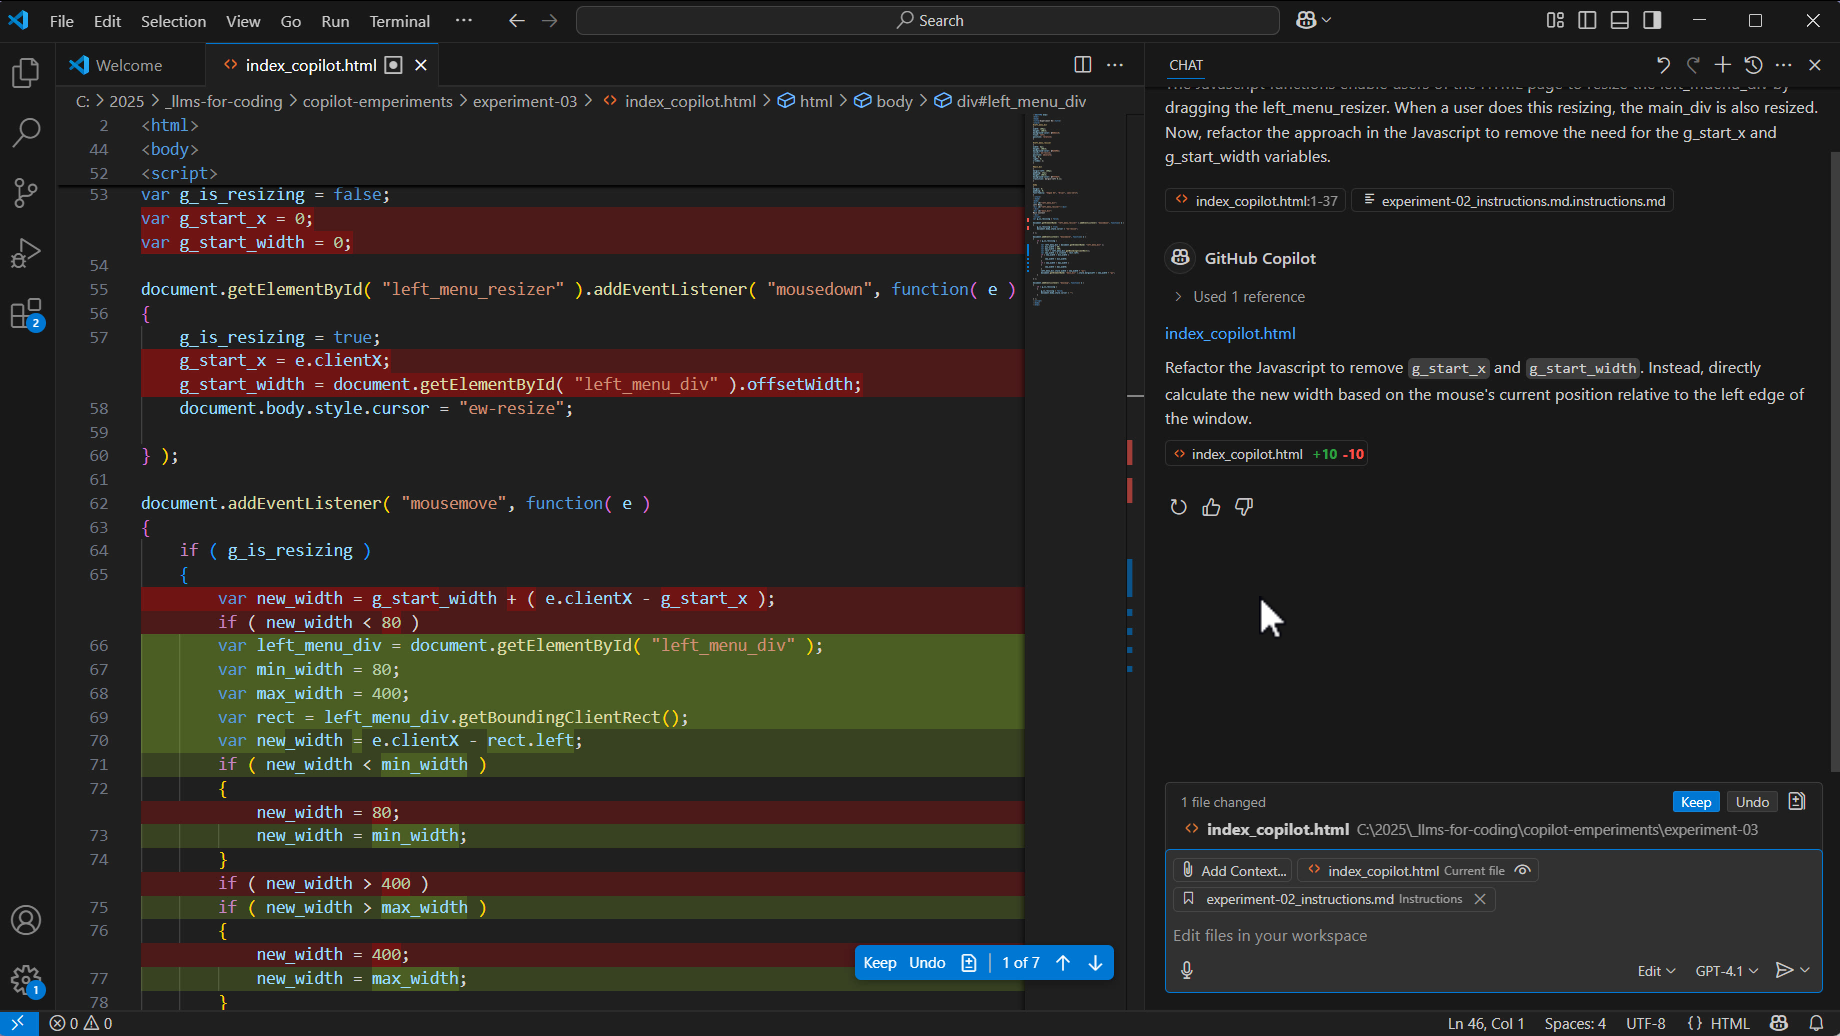 File Edit Selection View Go Run Terminal ··· Search
Welcome
index_copilot.html
C: > 2025 > _llms-for-coding > copilot-emperiments > experiment-03 > index_copilot.html > html > body > div#left_menu_div
2 <html>
44 <body>
52 <script>
53 var g_is_resizing = false;
var g_start_x = 0;
var g_start_width = 0;
54
55 document.getElementById( "left_menu_resizer" ).addEventListener( "mousedown", function( e )
56 {
57 g_is_resizing = true;
g_start_x = e.clientX;
g_start_width = document.getElementById( "left_menu_div" ).offsetWidth;
58 document.body.style.cursor = "ew-resize";
59
60 } );
61
62 document.addEventListener( "mousemove", function( e )
63 {
64 if ( g_is_resizing )
65 {
var new_width = g_start_width + ( e.clientX - g_start_x );
if ( new_width < 80 )
66 var left_menu_div = document.getElementById( "left_menu_div" );
67 var min_width = 80;
68 var max_width = 400;
69 var rect = left_menu_div.getBoundingClientRect();
70 var new_width = e.clientX - rect.left;
71 if ( new_width < min_width )
72 {
new_width = 80;
73 new_width = min_width;
74 }
if ( new_width > 400 )
75 if ( new_width > max_width )
76 {
new_width = 400;
77 new_width = max_width;
78 }
Keep Undo 1 of 7
2
1
CHAT
dragging the left_menu_resizer. When a user does this resizing, the main_div is also resized.
Now, refactor the approach in the Javascript to remove the need for the g_start_x and
g_start_width variables.
index_copilot.html:1-37 experiment-02_instructions.md.instructions.md
GitHub Copilot
Used 1 reference
index_copilot.html
Refactor the Javascript to remove g_start_x and g_start_width. Instead, directly
calculate the new width based on the mouse's current position relative to the left edge of
the window.
index_copilot.html +10 -10
1 file changed Keep Undo
index_copilot.html C:\2025\_llms-for-coding\copilot-emperiments\experiment-03
Add Context... index_copilot.html Current file
experiment-02_instructions.md Instructions
Edit files in your workspace
Edit GPT-4.1
0 0 Ln 46, Col 1 Spaces: 4 UTF-8 {} HTML